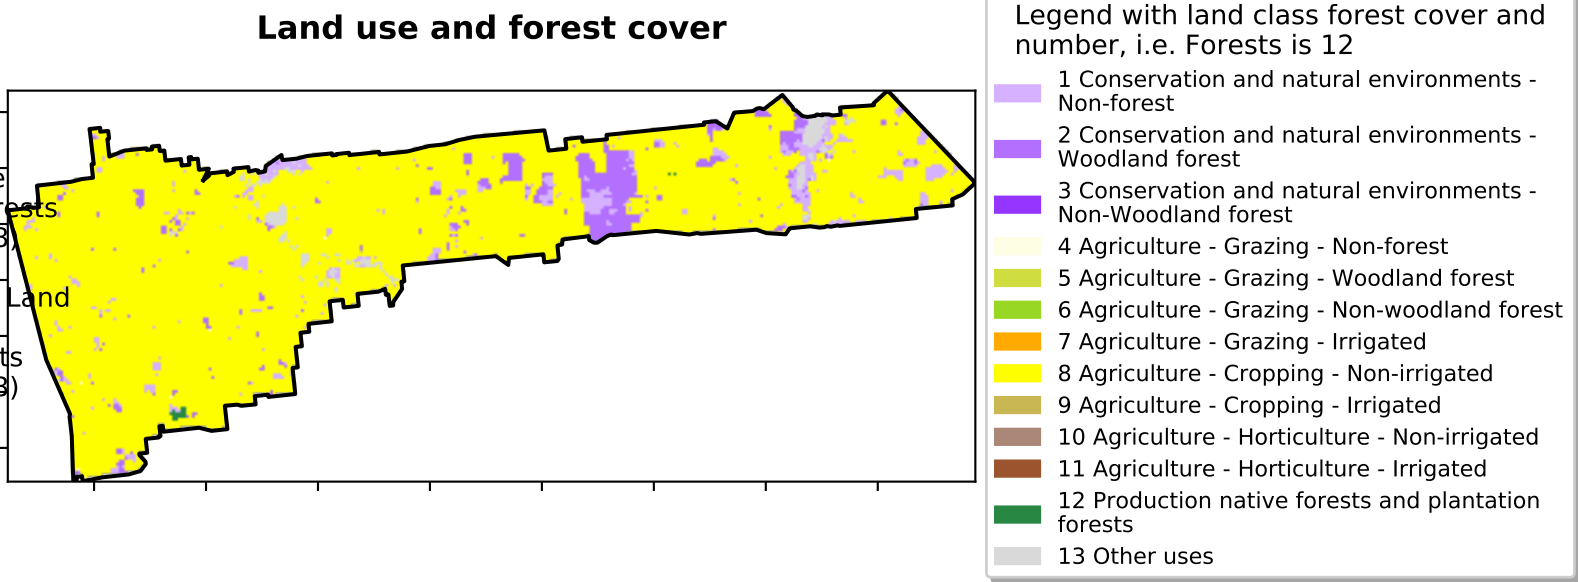 Land use and forest cover
ests
Land
ts
Legend with land class forest cover and
number, i.e. Forests is 12
1 Conservation and natural environments -
Non-forest
2 Conservation and natural environments -
Woodland forest
3 Conservation and natural environments -
Non-Woodland forest
4 Agriculture - Grazing - Non-forest
5 Agriculture - Grazing - Woodland forest
6 Agriculture - Grazing - Non-woodland forest
7 Agriculture - Grazing - Irrigated
8 Agriculture - Cropping - Non-irrigated
9 Agriculture - Cropping - Irrigated
10 Agriculture - Horticulture - Non-irrigated
11 Agriculture - Horticulture - Irrigated
12 Production native forests and plantation
forests
13 Other uses